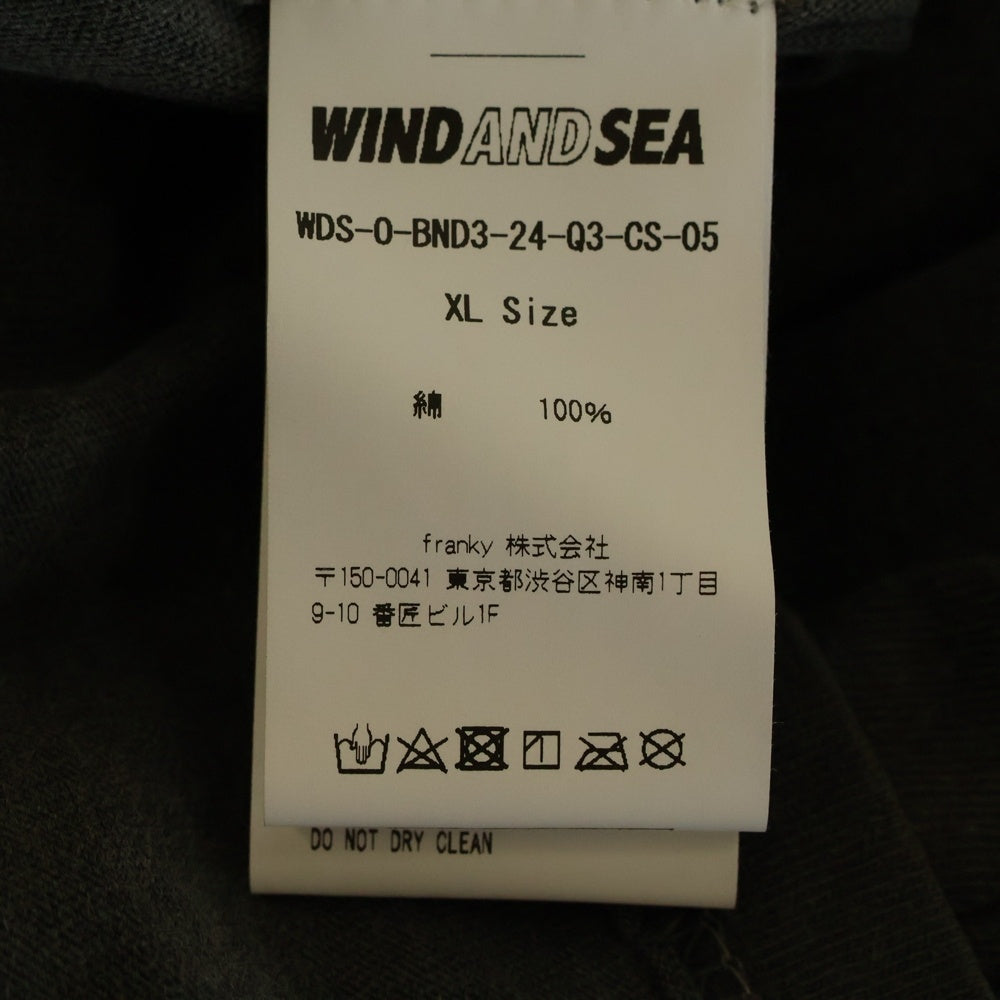 WINDANDSEA
WDS-O-BND3-24-Q3-CS-05
XL Size
綿 100%
franky 株式会社
〒150-0041 東京都渋谷区神南1丁目
9-10 番匠ビル1F
DO NOT DRY CLEAN